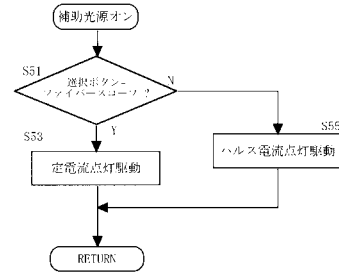 補助光源オン
S51
選択ボタン=
ファイバースコープ ?
N
Y
S53
S55
定電流点灯駆動
パルス電流点灯駆動
RETURN